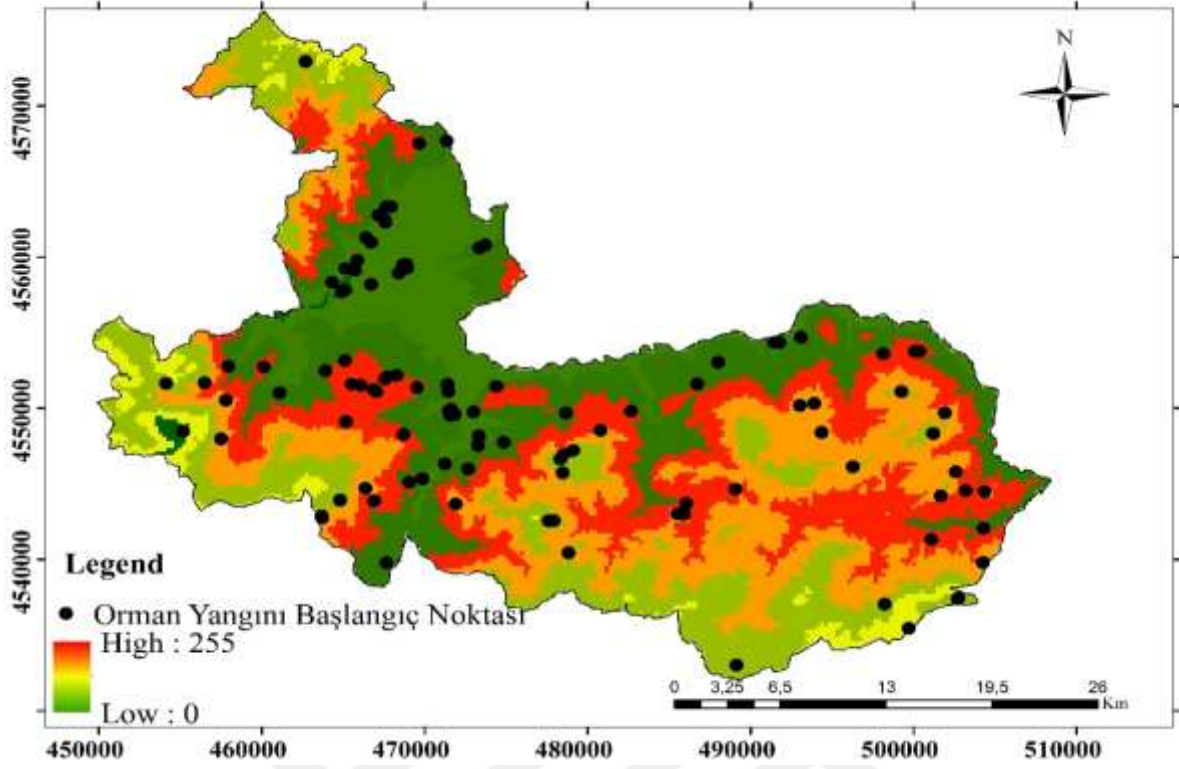 N
4570000
4560000
4550000
4540000
Legend
Orman Yangını Başlangıç Noktası
High : 255
Low : 0
0 3,25 6,5 13 19,5 26
Km
450000 460000 470000 480000 490000 500000 510000